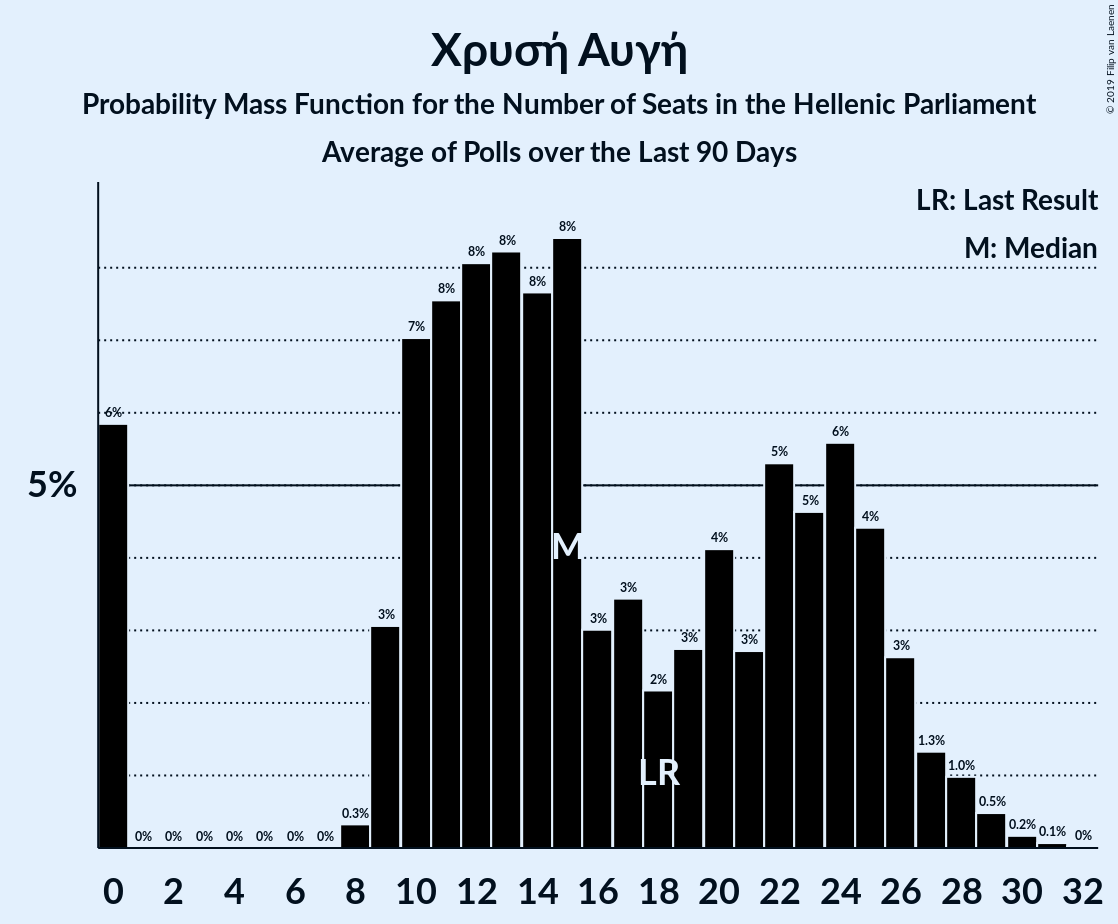 Χρυσή Αυγή
Probability Mass Function for the Number of Seats in the Hellenic Parliament
Average of Polls over the Last 90 Days
© 2019 Filip van Laenen
LR: Last Result
M: Median
5%
6% 0% 0% 0% 0% 0% 0% 0% 0.3% 3% 7% 8% 8% 8% 8% 8% 3% 3% 2% 3% 4% 3% 5% 5% 6% 4% 3% 1.3% 1.0% 0.5% 0.2% 0.1% 0%
M
LR
0 2 4 6 8 10 12 14 16 18 20 22 24 26 28 30 32